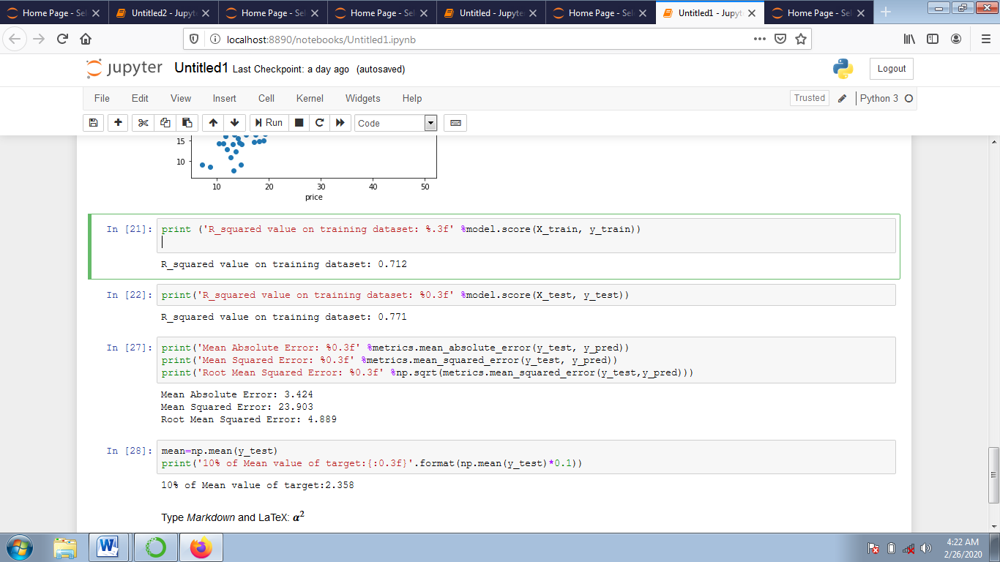 Home Page - Sel
Untitled2 - Jupyt
Home Page - Sel
Home Page - Sel
Untitled - Jupyte
Home Page - Sel
Untitled1 - Jupyt
Home Page - Sel
localhost:8890/notebooks/Untitled1.ipynb
jupyter Untitled1 Last Checkpoint: a day ago (autosaved) Logout
File Edit View Insert Cell Kernel Widgets Help Trusted Python 3
Run Code
15
10
10 20 30 40 50
price
In [21]: print ('R_squared value on training dataset: %.3f' %model.score(X_train, y_train))
R_squared value on training dataset: 0.712
In [22]: print('R_squared value on training dataset: %0.3f' %model.score(X_test, y_test))
R_squared value on training dataset: 0.771
In [27]: print('Mean Absolute Error: %0.3f' %metrics.mean_absolute_error(y_test, y_pred))
print('Mean Squared Error: %0.3f' %metrics.mean_squared_error(y_test, y_pred))
print('Root Mean Squared Error: %0.3f' %np.sqrt(metrics.mean_squared_error(y_test,y_pred)))
Mean Absolute Error: 3.424
Mean Squared Error: 23.903
Root Mean Squared Error: 4.889
In [28]: mean=np.mean(y_test)
print('10% of Mean value of target:{:0.3f}'.format(np.mean(y_test)*0.1))
10% of Mean value of target:2.358
Type Markdown and LaTeX: α²
4:22 AM
2/26/2020